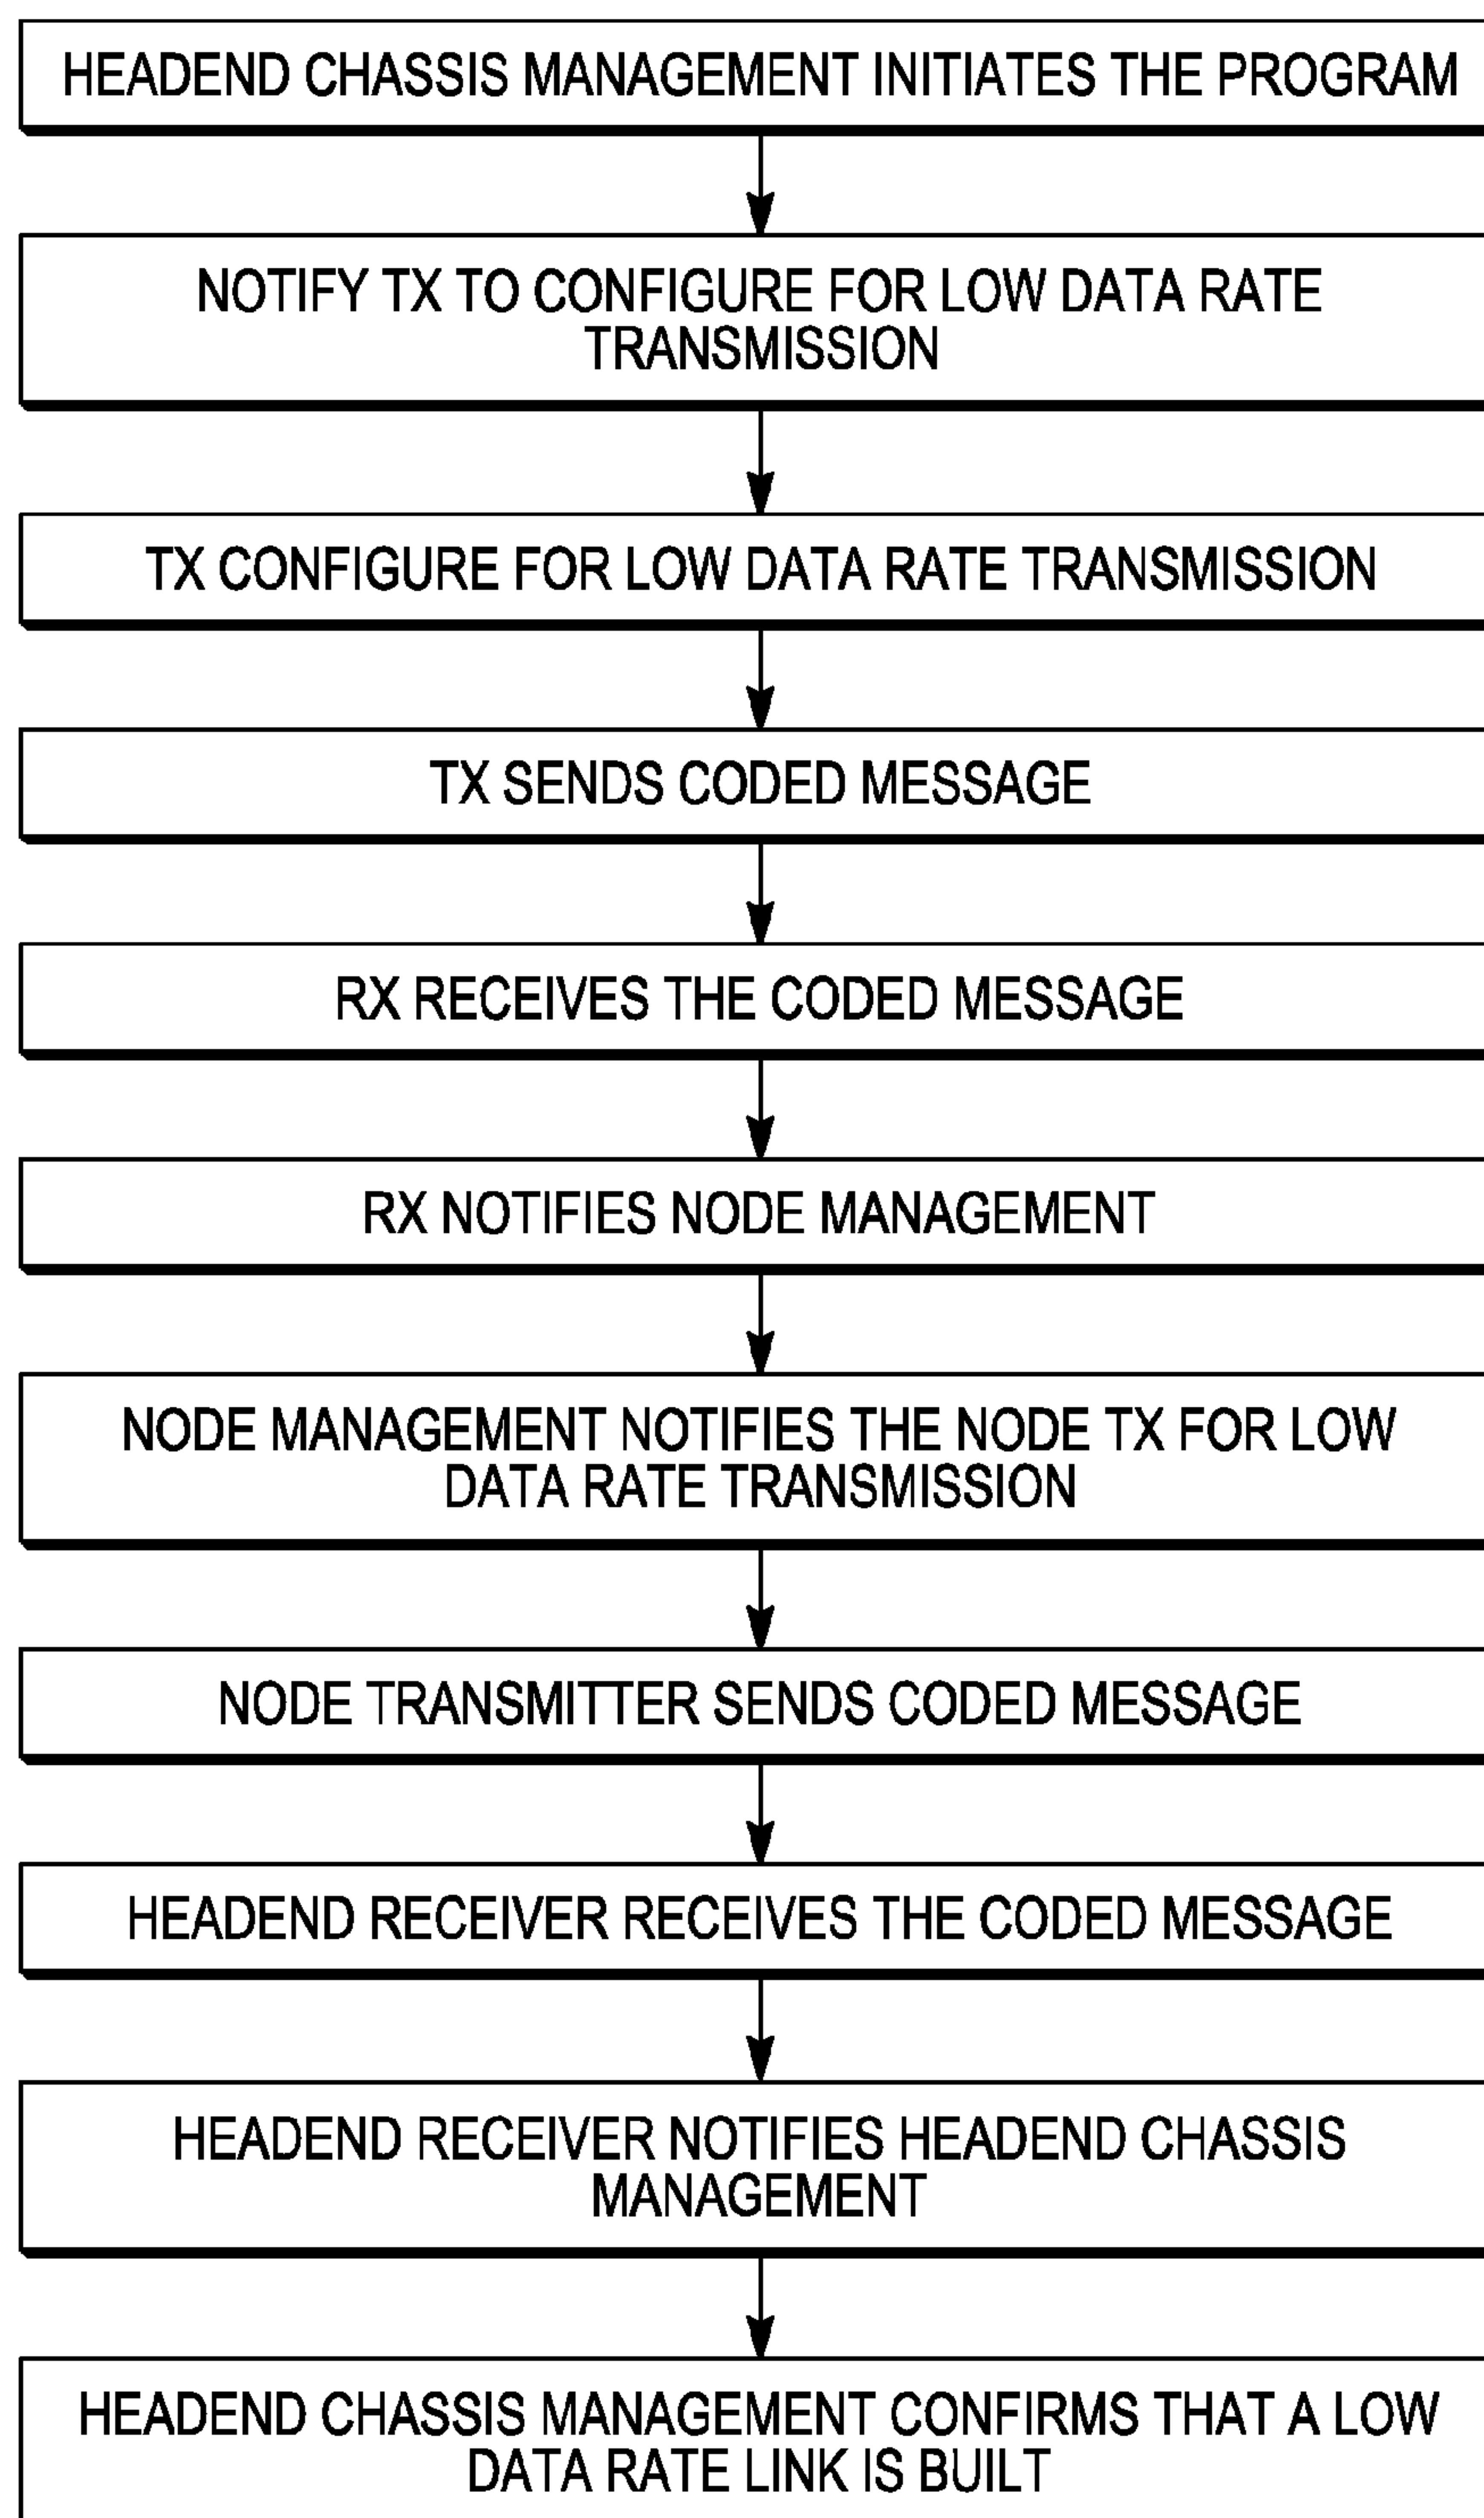 HEADEND CHASSIS MANAGEMENT INITIATES THE PROGRAM
NOTIFY TX TO CONFIGURE FOR LOW DATA RATE
TRANSMISSION
TX CONFIGURE FOR LOW DATA RATE TRANSMISSION
TX SENDS CODED MESSAGE
RX RECEIVES THE CODED MESSAGE
RX NOTIFIES NODE MANAGEMENT
NODE MANAGEMENT NOTIFIES THE NODE TX FOR LOW
DATA RATE TRANSMISSION
NODE TRANSMITTER SENDS CODED MESSAGE
HEADEND RECEIVER RECEIVES THE CODED MESSAGE
HEADEND RECEIVER NOTIFIES HEADEND CHASSIS
MANAGEMENT
HEADEND CHASSIS MANAGEMENT CONFIRMS THAT A LOW
DATA RATE LINK IS BUILT